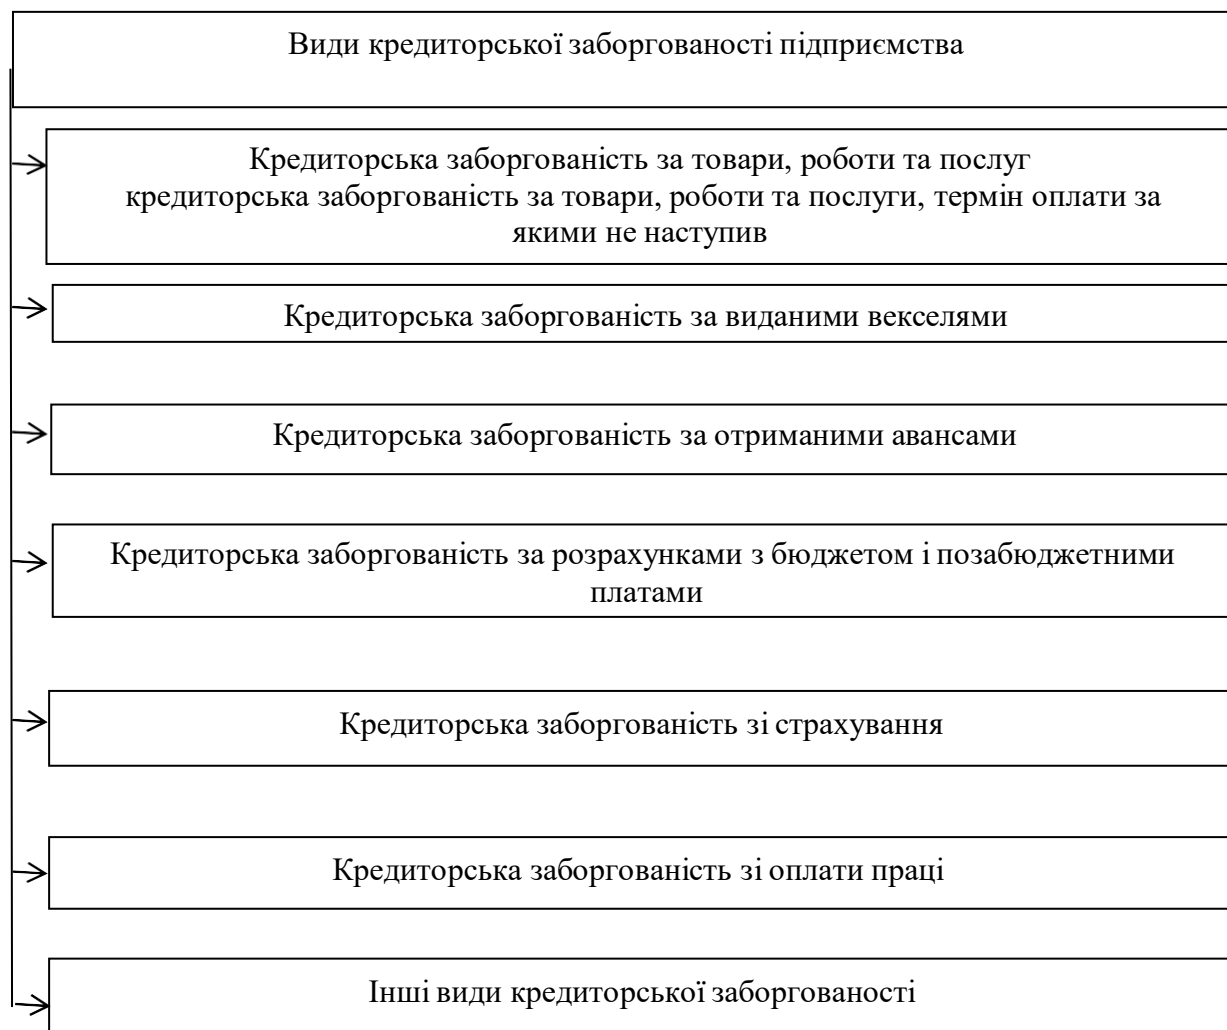 Види кредиторської заборгованості підприємства
Кредиторська заборгованість за товари, роботи та послуг
кредиторська заборгованість за товари, роботи та послуги, термін оплати за
якими не наступив
Кредиторська заборгованість за виданими векселями
Кредиторська заборгованість за отриманими авансами
Кредиторська заборгованість за розрахунками з бюджетом і позабюджетними
платами
Кредиторська заборгованість зі страхування
Кредиторська заборгованість зі оплати праці
Інші види кредиторської заборгованості